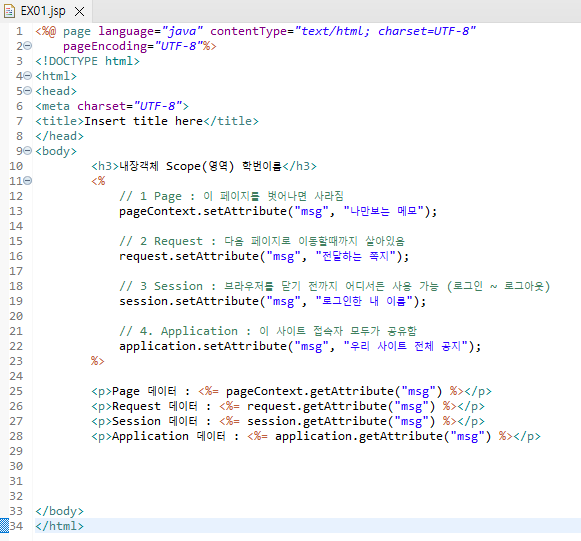 EX01.jsp
1 <%@ page language="java" contentType="text/html; charset=UTF-8"
2     pageEncoding="UTF-8"%>
3 <!DOCTYPE html>
4 <html>
5 <head>
6 <meta charset="UTF-8">
7 <title>Insert title here</title>
8 </head>
9 <body>
10         <h3>내장객체 Scope(영역) 학번이름</h3>
11         <%
12             // 1 Page : 이 페이지를 벗어나면 사라짐
13             pageContext.setAttribute("msg", "나만보는 메모");
14
15             // 2 Request : 다음 페이지로 이동할때까지 살아있음
16             request.setAttribute("msg", "전달하는 쪽지");
17
18             // 3 Session : 브라우저를 닫기 전까지 어디서든 사용 가능 (로그인 ~ 로그아웃)
19             session.setAttribute("msg", "로그인한 내 이름");
20
21             // 4. Application : 이 사이트 접속자 모두가 공유함
22             application.setAttribute("msg", "우리 사이트 전체 공지");
23         %>
24
25         <p>Page 데이터 : <%= pageContext.getAttribute("msg") %></p>
26         <p>Request 데이터 : <%= request.getAttribute("msg") %></p>
27         <p>Session 데이터 : <%= session.getAttribute("msg") %></p>
28         <p>Application 데이터 : <%= application.getAttribute("msg") %></p>
29
30
31
32
33 </body>
34 </html>